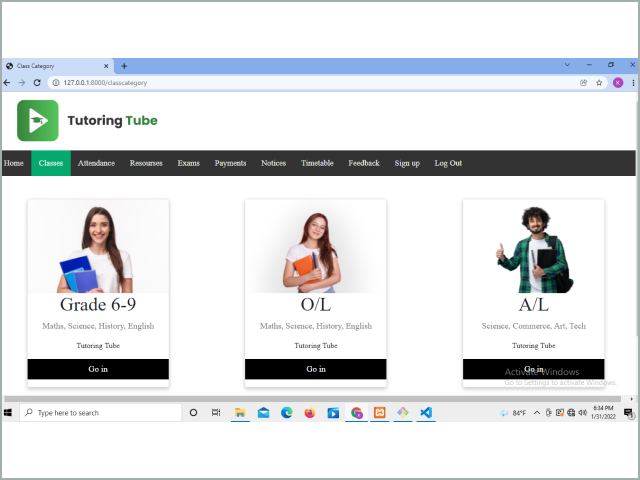 Class Category
127.0.0.1:8000/classcategory
K
Tutoring Tube
Home Classes Attendance Resourses Exams Payments Notices Timetable Feedback Sign up Log Out
Grade 6-9
Maths, Science, History, English
Tutoring Tube
Go in
O/L
Maths, Science, History, English
Tutoring Tube
Go in
A/L
Science, Commerce, Art, Tech
Tutoring Tube
Go in
Activate Windows
Go to Settings to activate Windows.
Type here to search
84°F
6:34 PM
1/31/2022